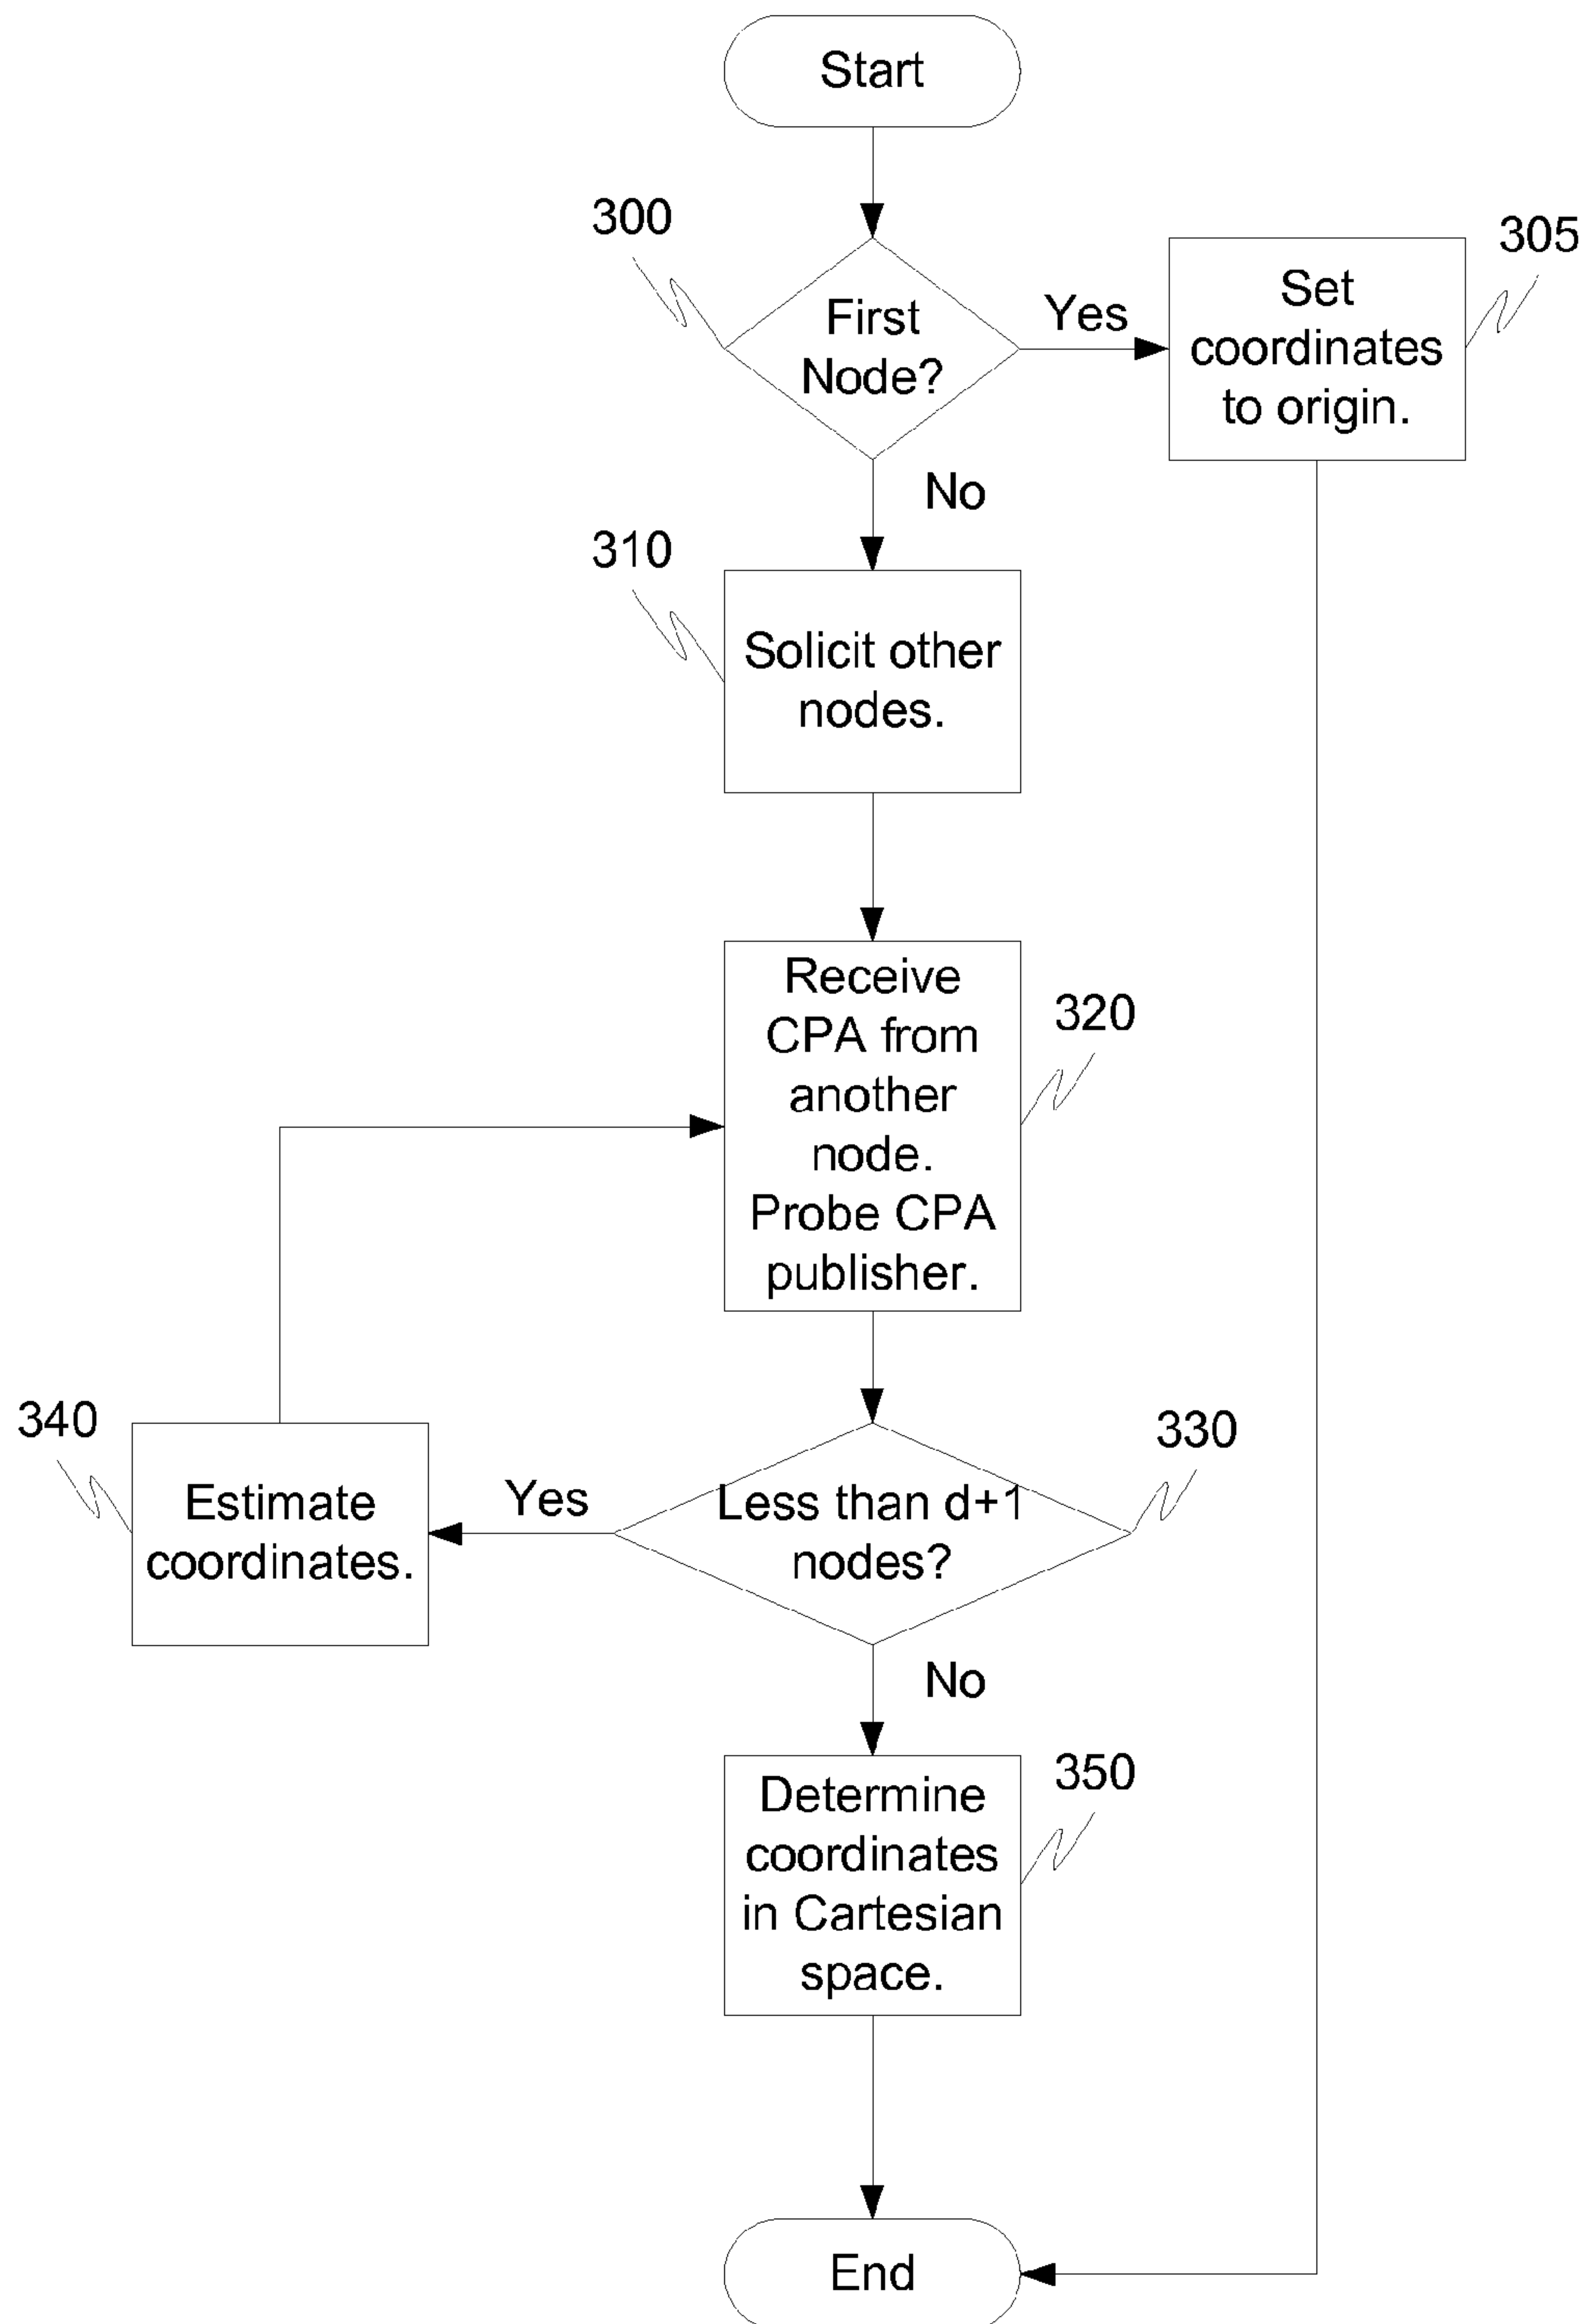 Start
300
First
Node?
Yes
Set
coordinates
to origin.
305
No
310
Solicit other
nodes.
Receive
CPA from
another
node.
Probe CPA
publisher.
320
340
Estimate
coordinates.
Yes
Less than d+1
nodes?
330
No
Determine
coordinates
in Cartesian
space.
350
End